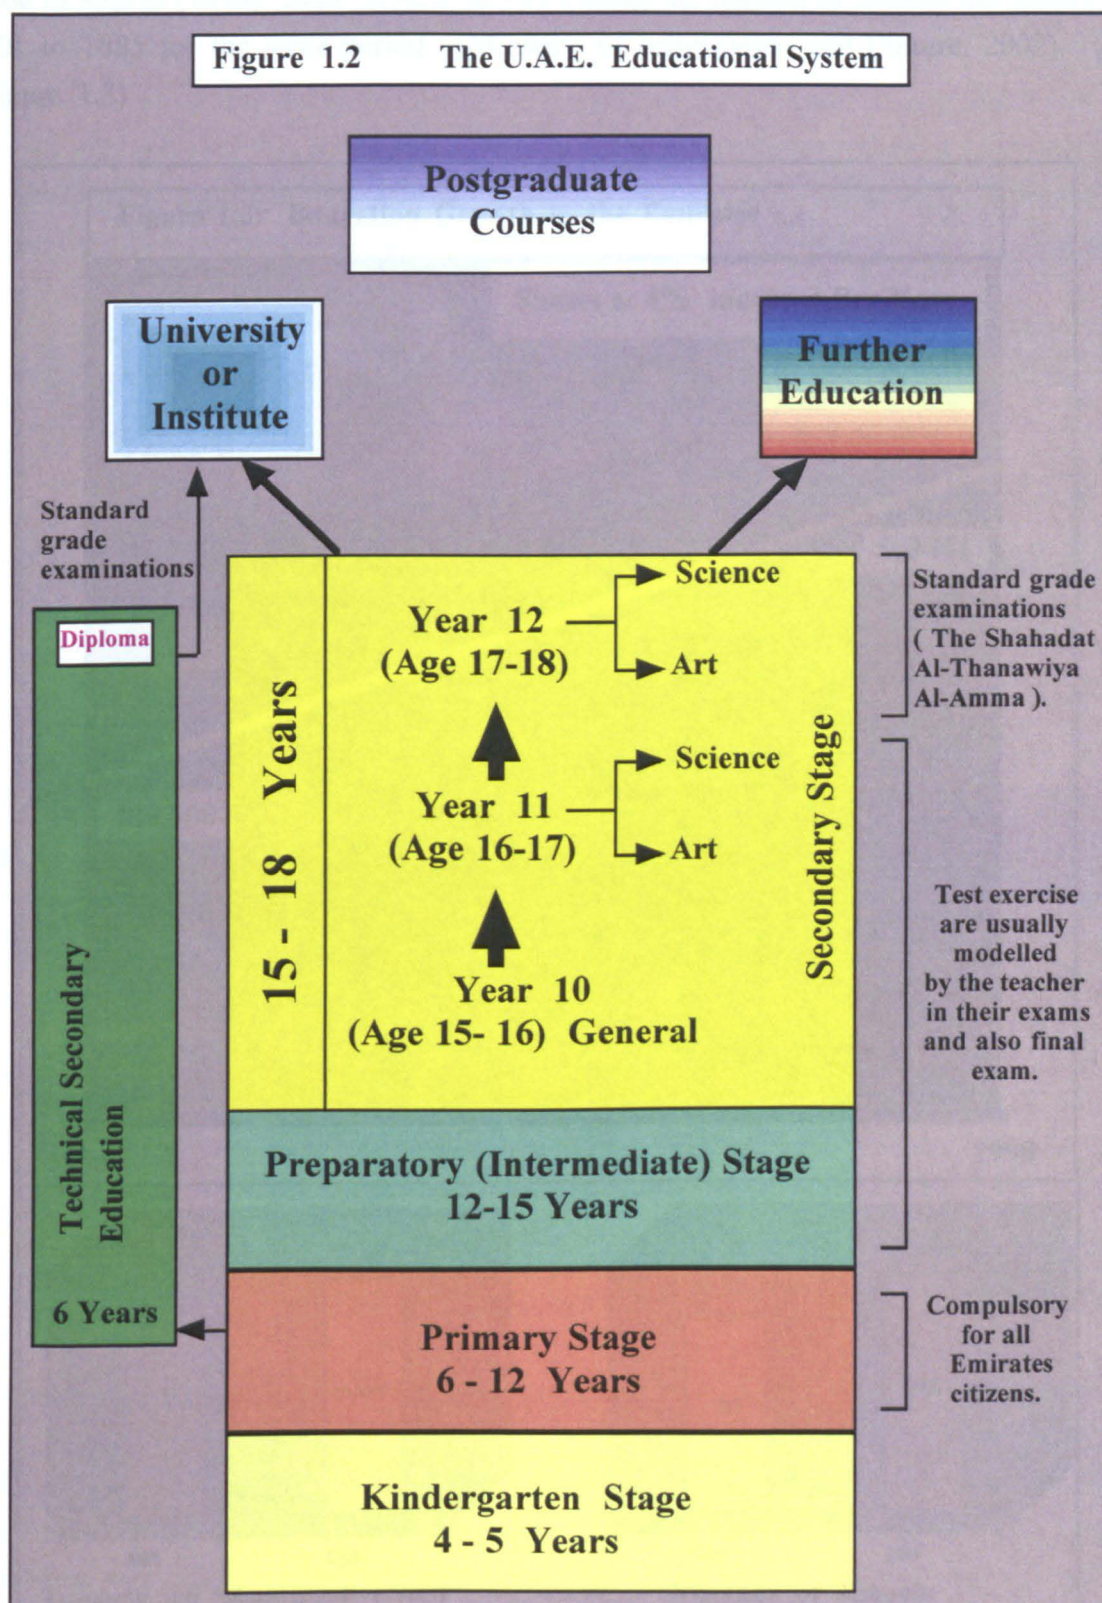 Figure 1.2 The U.A.E. Educational System
Postgraduate
Courses
University
or
Institute
Further
Education
Standard
grade
examinations
Diploma
Technical Secondary
Education
6 Years
15 - 18 Years
Science
Year 12
(Age 17-18)
Art
Science
Year 11
(Age 16-17)
Art
Year 10
(Age 15- 16) General
Secondary Stage
Standard grade
examinations
( The Shahadat
Al-Thanawiya
Al-Amma ).
Test exercise
are usually
modelled
by the teacher
in their exams
and also final
exam.
Preparatory (Intermediate) Stage
12-15 Years
Primary Stage
6 - 12 Years
Compulsory
for all
Emirates
citizens.
Kindergarten Stage
4 - 5 Years